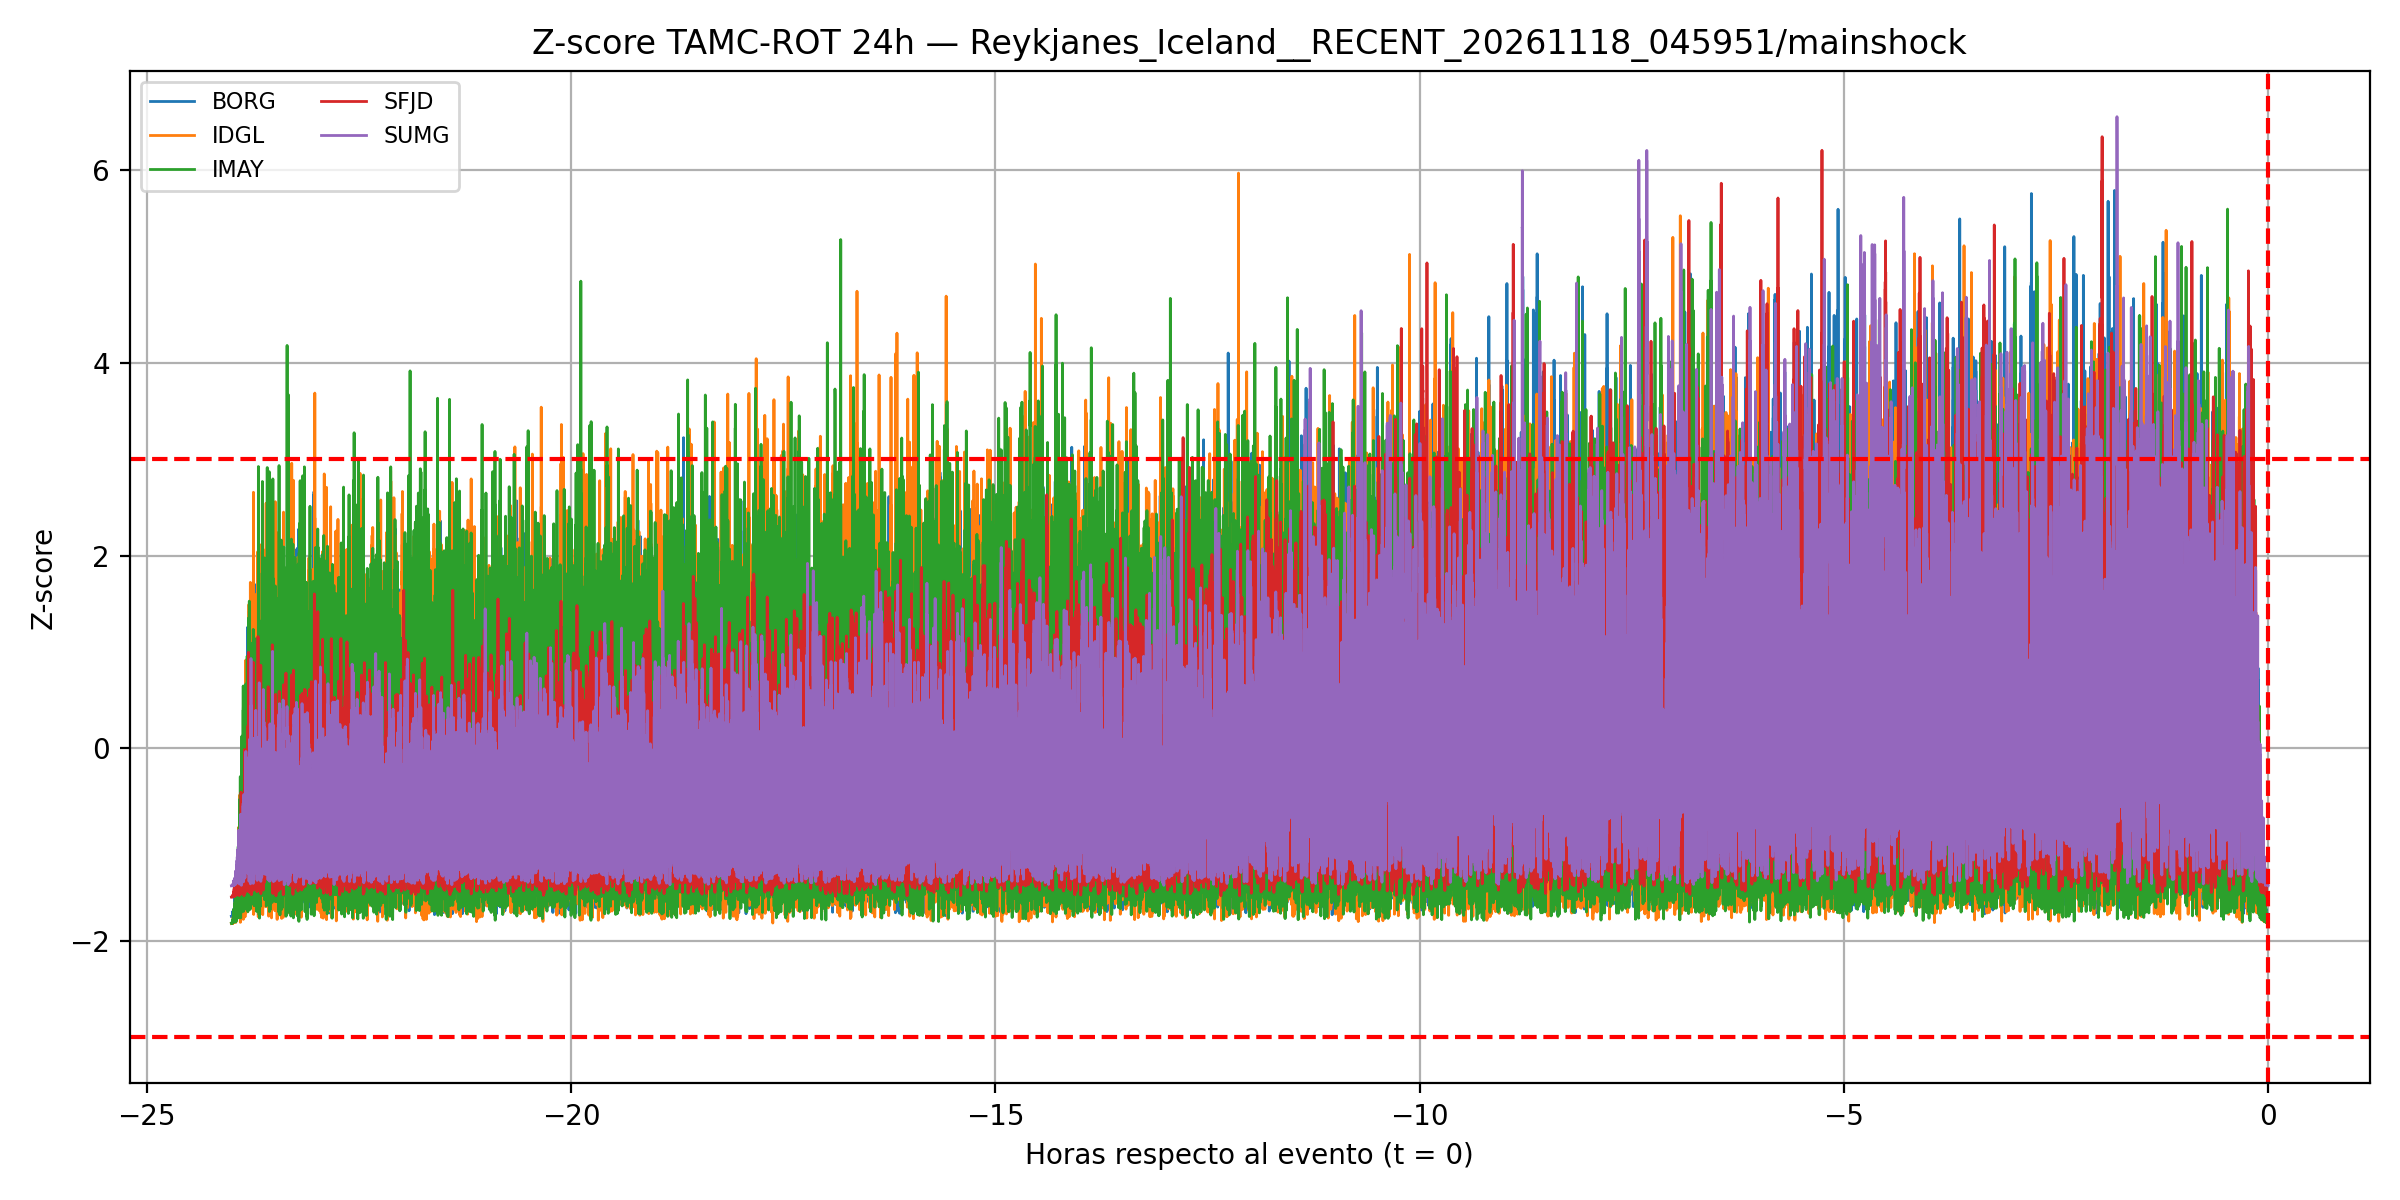 Z-score TAMC-ROT 24h — Reykjanes_Iceland__RECENT_20261118_045951/mainshock
BORG
IDGL
IMAY
SFJD
SUMG
6
4
2
0
−2
Z-score
−25
−20
−15
−10
−5
0
Horas respecto al evento (t = 0)